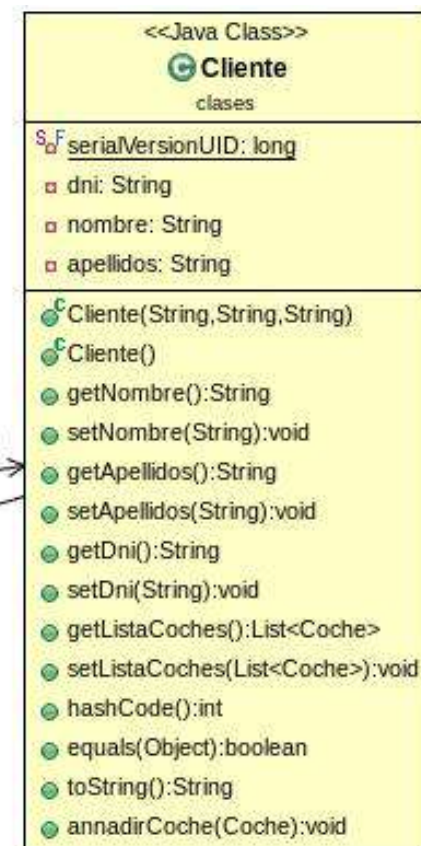 <<Java Class>>
C Cliente
clases
S F serialVersionUID: long
dni: String
nombre: String
apellidos: String
C Cliente(String,String,String)
C Cliente()
getNombre():String
setNombre(String):void
getApellidos():String
setApellidos(String):void
getDni():String
setDni(String):void
getListaCoches():List<Coche>
setListaCoches(List<Coche>):void
hashCode():int
equals(Object):boolean
toString():String
annadirCoche(Coche):void